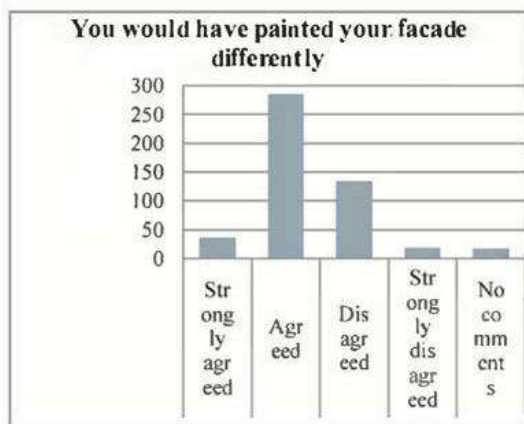 You would have painted your facade
differently
300
250
200
150
100
50
0
Str
ong
ly
agr
eed
Agr
eed
Dis
agr
eed
Str
ong
ly
dis
agr
eed
No
co
mm
ent
s